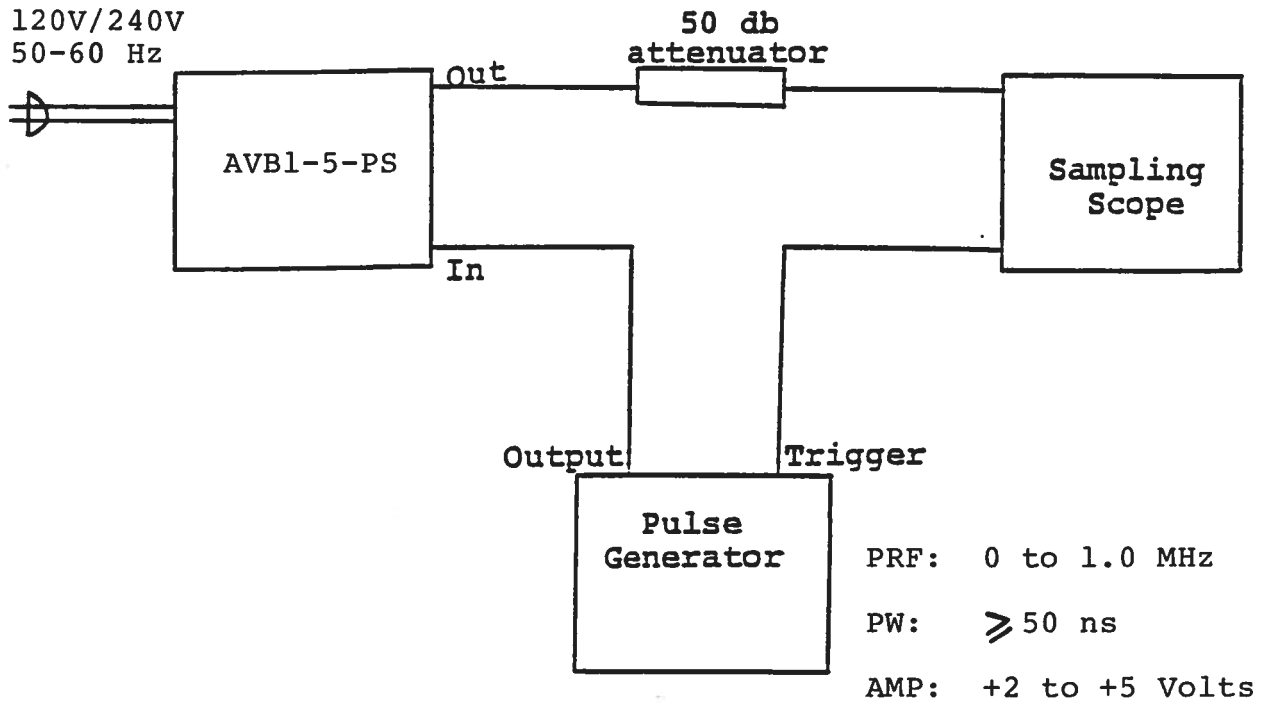 120V/240V
50-60 Hz
50 db
attenuator
Out
AVB1-5-PS
Sampling
Scope
In
Output
Trigger
Pulse
Generator
PRF: 0 to 1.0 MHz
PW: ⩾ 50 ns
AMP: +2 to +5 Volts